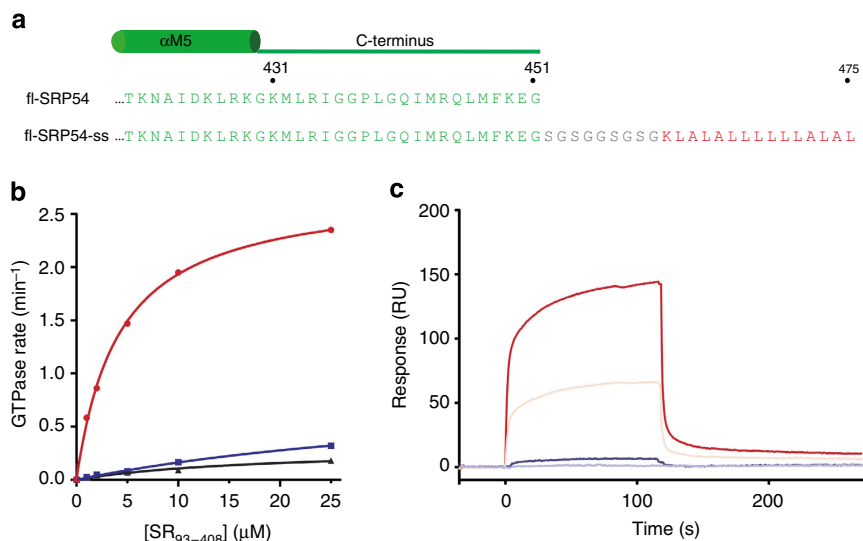 a
αM5 C-terminus
431 451 475
fl-SRP54 ...TKNAIDKLRKGKMLRIGGPLGQIMRQLMFKEG
fl-SRP54-ss ...TKNAIDKLRKGKMLRIGGPLGQIMRQLMFKEGSGSGGSGSGKLALALLLLLLALAL
b
GTPase rate (min⁻¹)
2.5
2.0
1.5
1.0
0.5
0.0
0 5 10 15 20 25
[SR₉₃₋₄₀₈] (μM)
c
Response (RU)
200
150
100
50
0
0 100 200
Time (s)